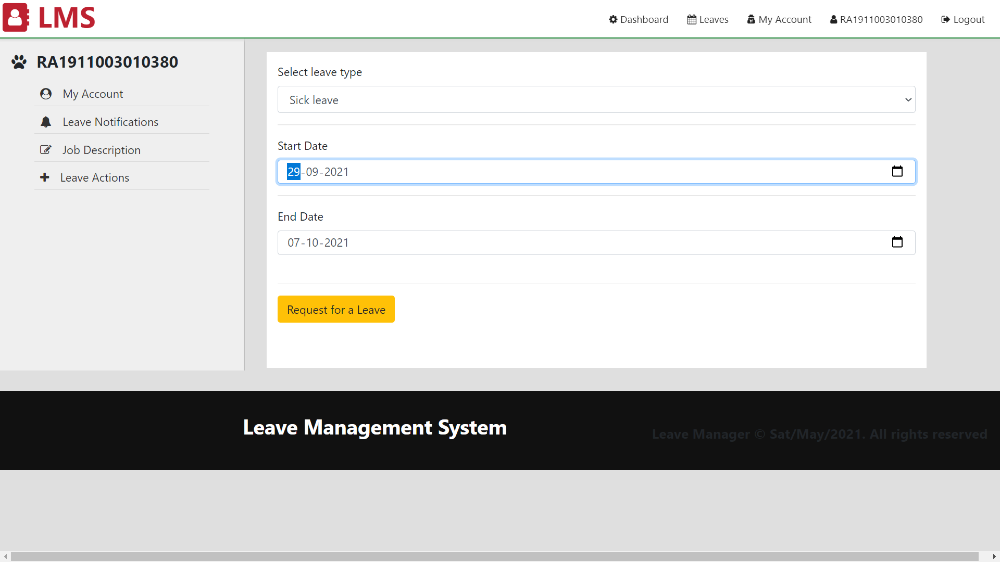 LMS
Dashboard Leaves My Account RA1911003010380 Logout
RA1911003010380
My Account
Leave Notifications
Job Description
Leave Actions
Select leave type
Sick leave
Start Date
29-09-2021
End Date
07-10-2021
Request for a Leave
Leave Management System
Leave Manager © Sat/May/2021. All rights reserved